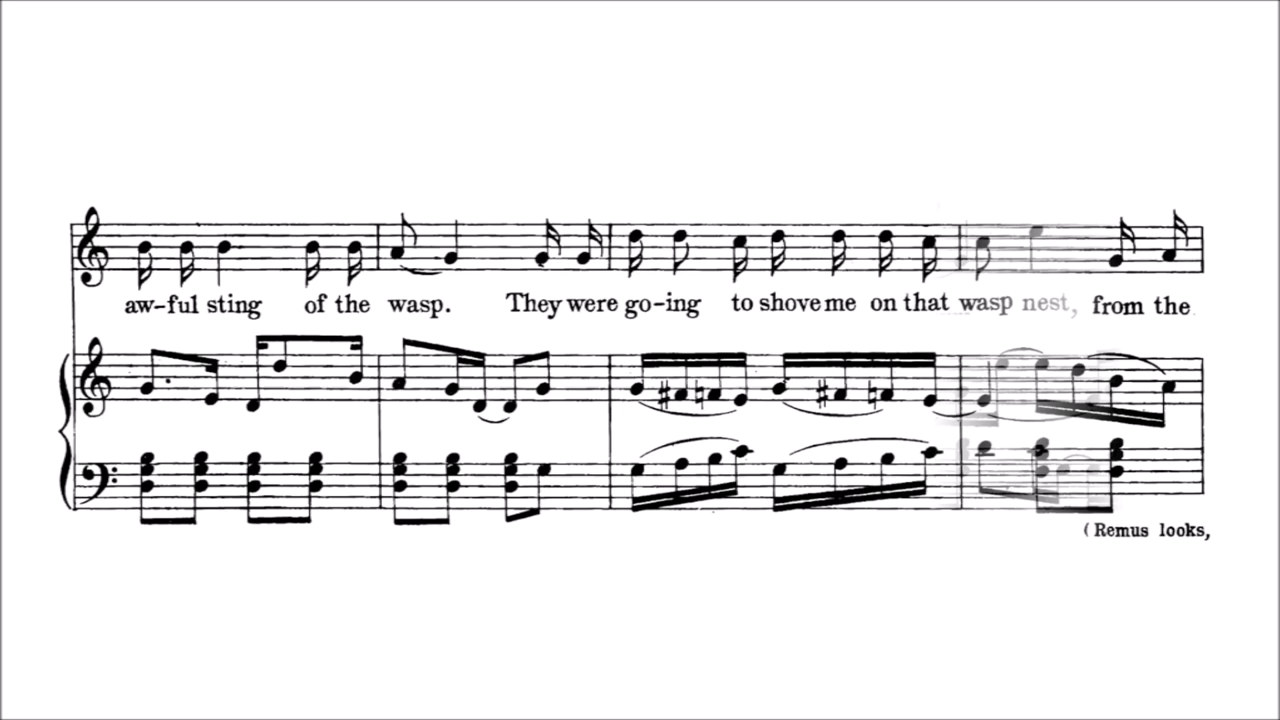 aw-ful sting of the wasp. They were go-ing to shove me on that wasp nest, from the
(Remus looks,